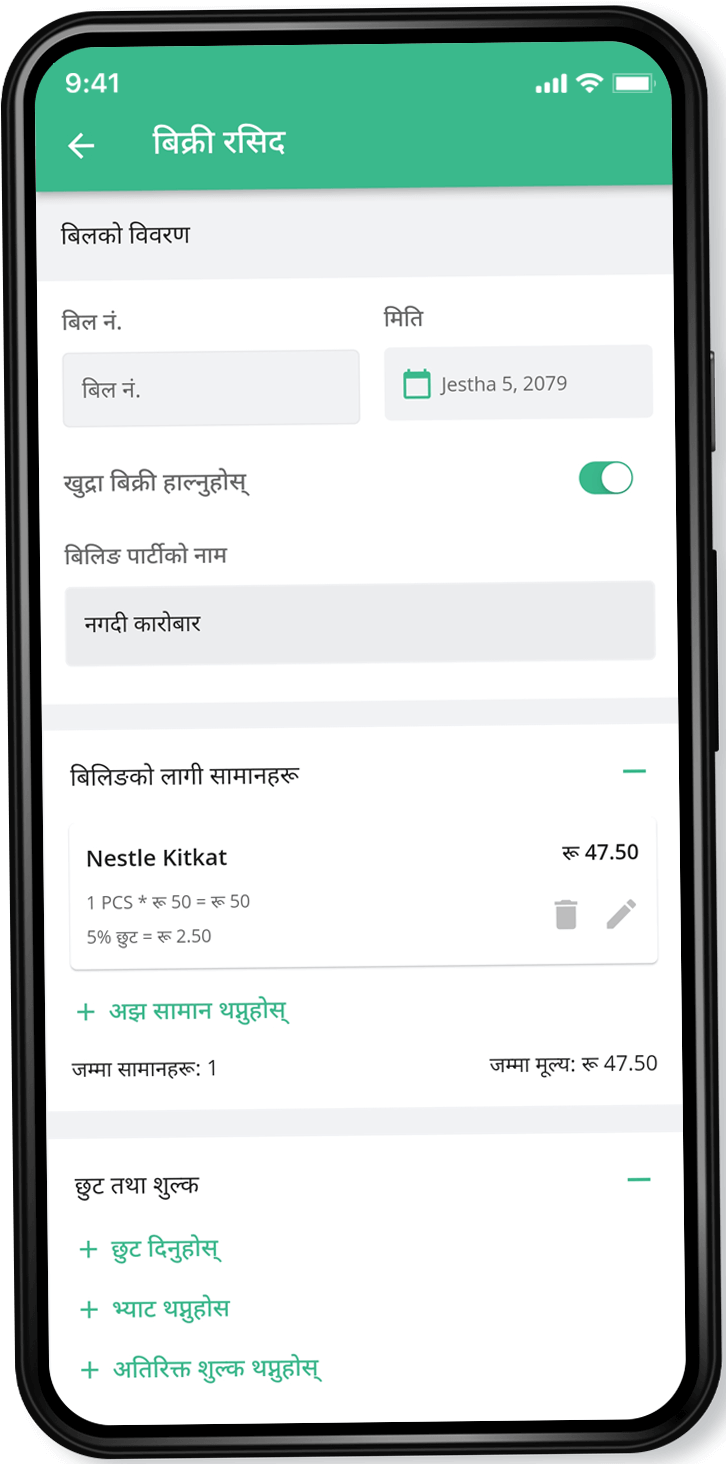 9:41
बिक्री रसिद
बिलको विवरण
बिल नं.
मिति
बिल नं.
Jestha 5, 2079
खुद्रा बिक्री हाल्नुहोस्
बिलिङ पार्टीको नाम
नगदी कारोबार
बिलिङको लागी सामानहरू
Nestle Kitkat
रू 47.50
1 PCS * रू 50 = रू 50
5% छुट = रू 2.50
+ अझ सामान थप्नुहोस्
जम्मा सामानहरू: 1
जम्मा मूल्य: रू 47.50
छुट तथा शुल्क
+ छुट दिनुहोस्
+ भ्याट थप्नुहोस
+ अतिरिक्त शुल्क थप्नुहोस्